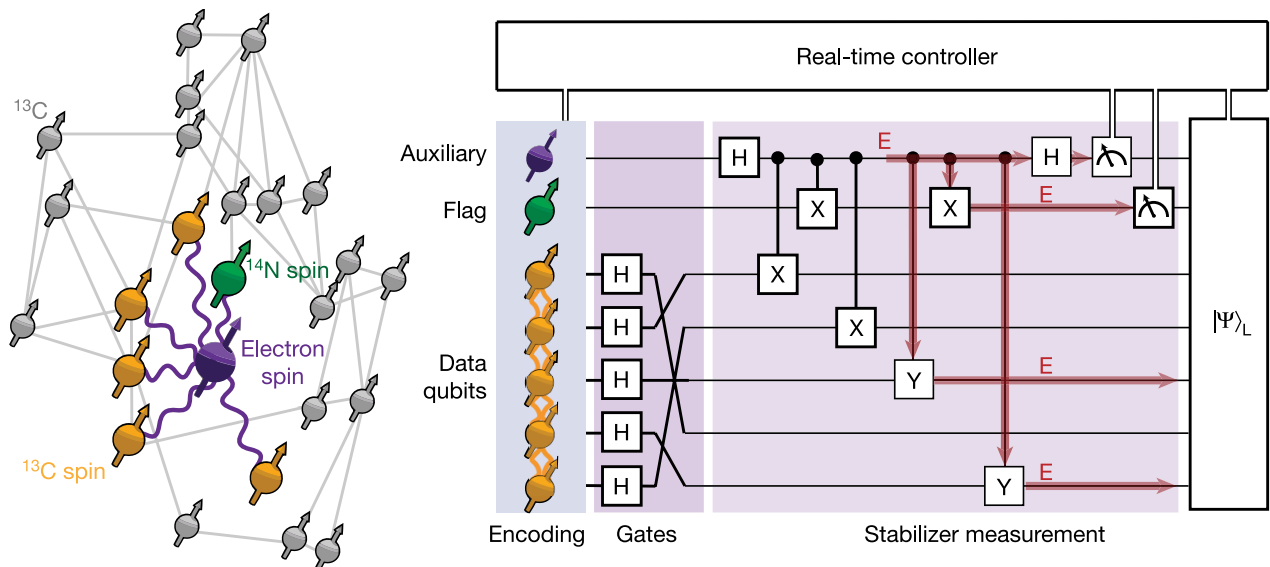 ¹³C
¹⁴N spin
Electron
spin
¹³C spin
Real-time controller
Auxiliary
Flag
Data
qubits
H
E
H
X
X
E
H
X
H
X
H
Y
E
H
H
Y
E
|Ψ⟩L
Encoding
Gates
Stabilizer measurement